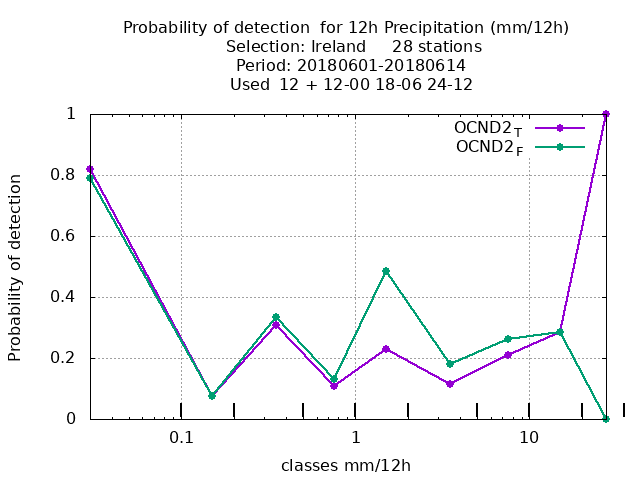 Probability of detection  for 12h Precipitation (mm/12h)
Selection: Ireland     28 stations
Period: 20180601-20180614
Used  12 + 12-00 18-06 24-12
OCND2T
OCND2F
1
0.8
0.6
0.4
0.2
0
Probability of detection
0.1
1
10
classes mm/12h